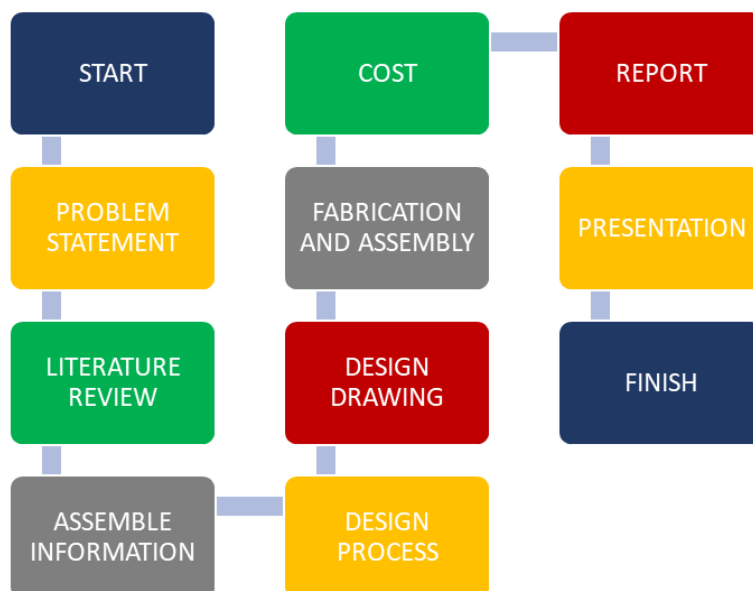 START
PROBLEM
STATEMENT
LITERATURE
REVIEW
ASSEMBLE
INFORMATION
DESIGN
PROCESS
DESIGN
DRAWING
FABRICATION
AND ASSEMBLY
COST
REPORT
PRESENTATION
FINISH